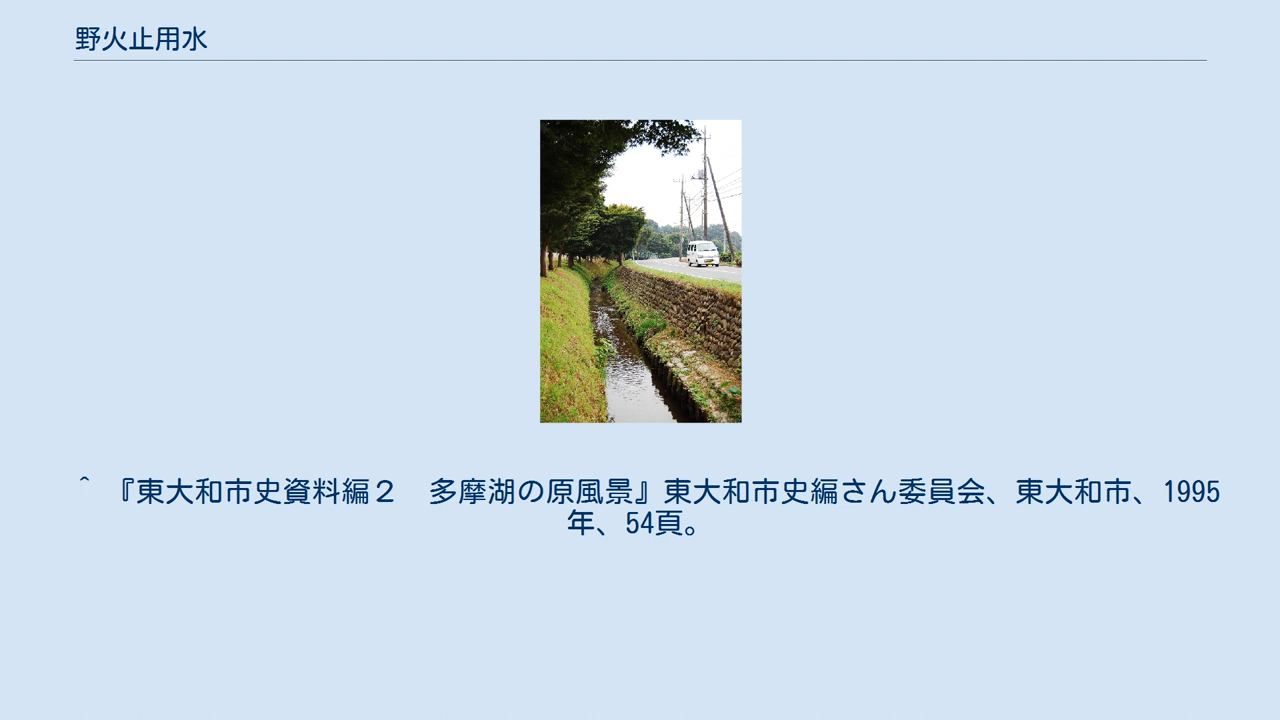 野火止用水
^ 『東大和市史資料編２　多摩湖の原風景』東大和市史編さん委員会、東大和市、1995
年、54頁。